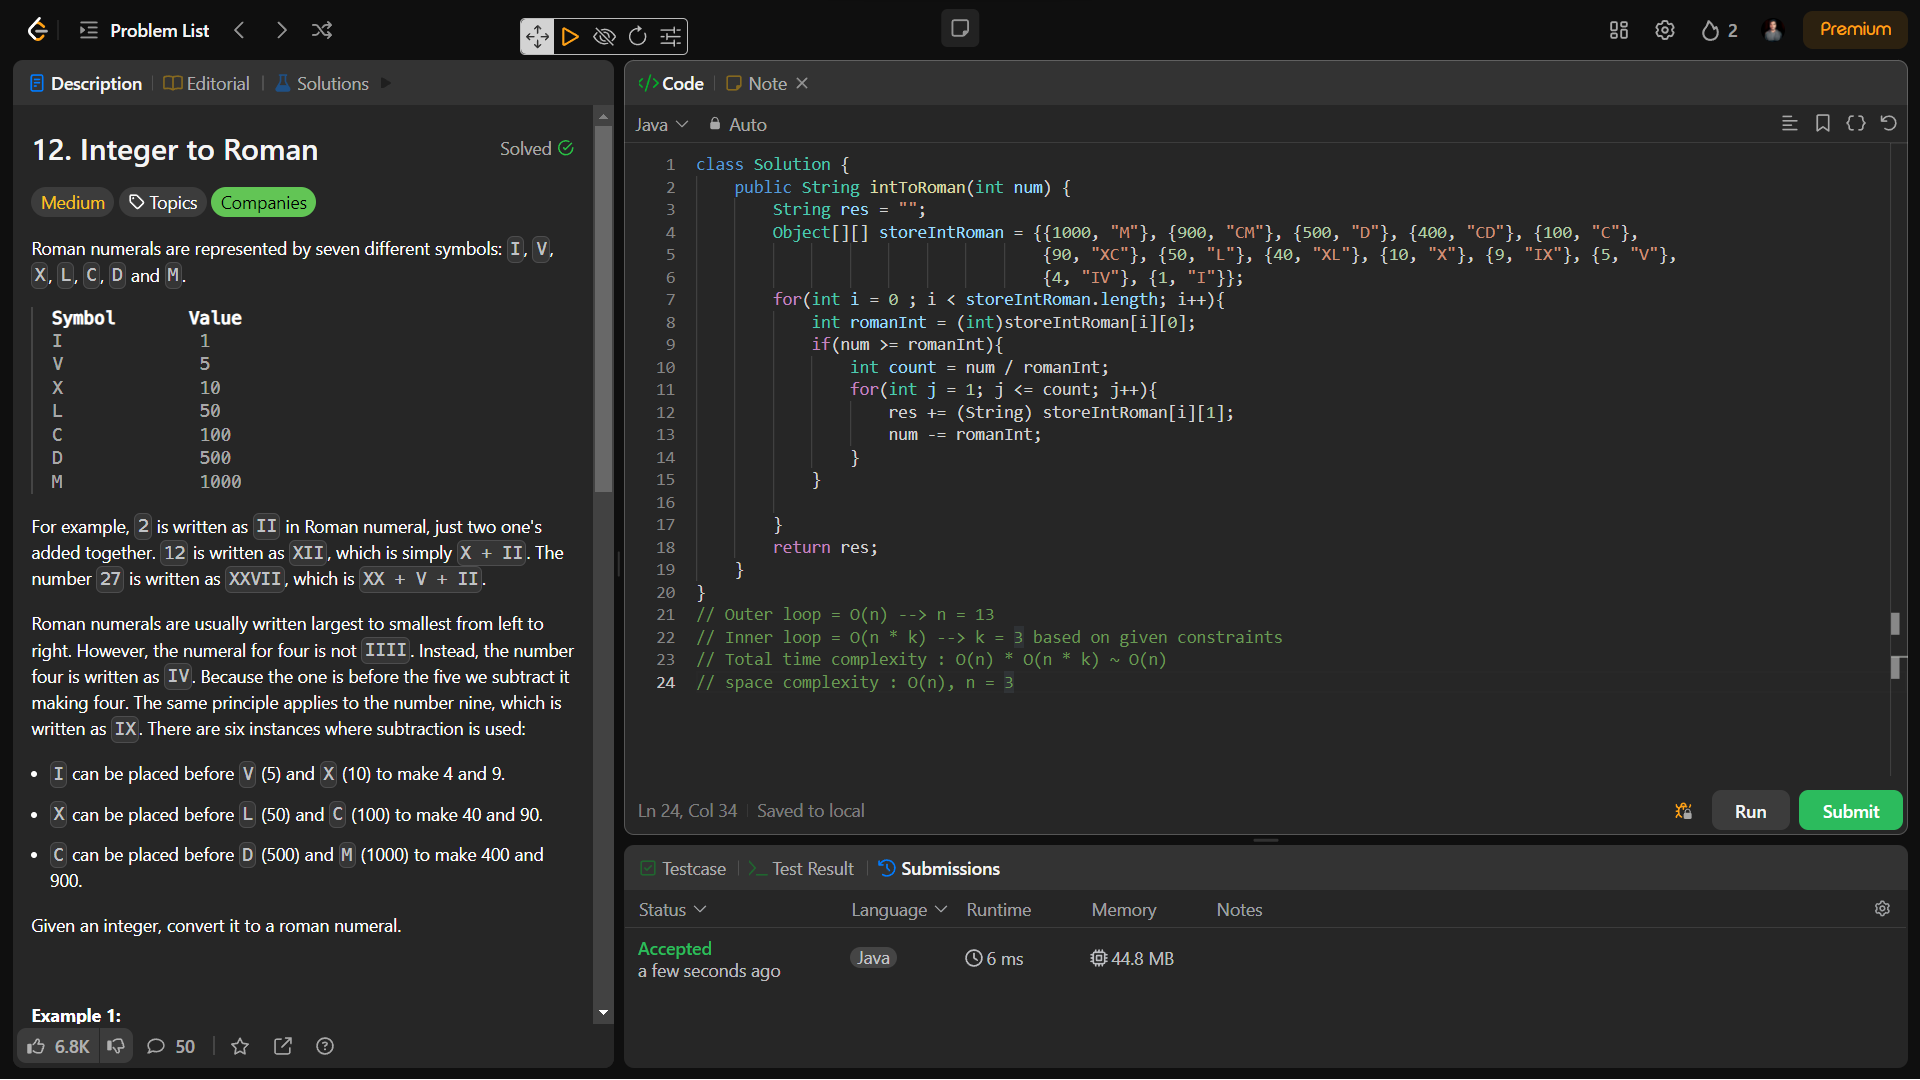 Problem List
2
Premium
Description
Editorial
Solutions
12. Integer to Roman
Solved
Medium
Topics
Companies
Roman numerals are represented by seven different symbols: I, V,
X, L, C, D and M.
Symbol Value
I 1
V 5
X 10
L 50
C 100
D 500
M 1000
For example, 2 is written as II in Roman numeral, just two one's
added together. 12 is written as XII, which is simply X + II. The
number 27 is written as XXVII, which is XX + V + II.
Roman numerals are usually written largest to smallest from left to
right. However, the numeral for four is not IIII. Instead, the number
four is written as IV. Because the one is before the five we subtract it
making four. The same principle applies to the number nine, which is
written as IX. There are six instances where subtraction is used:
• I can be placed before V (5) and X (10) to make 4 and 9.
• X can be placed before L (50) and C (100) to make 40 and 90.
• C can be placed before D (500) and M (1000) to make 400 and
900.
Given an integer, convert it to a roman numeral.
Example 1:
6.8K
50
</> Code
Note
Java
Auto
1 class Solution {
2     public String intToRoman(int num) {
3         String res = "";
4         Object[][] storeIntRoman = {{1000, "M"}, {900, "CM"}, {500, "D"}, {400, "CD"}, {100, "C"},
5                                     {90, "XC"}, {50, "L"}, {40, "XL"}, {10, "X"}, {9, "IX"}, {5, "V"},
6                                     {4, "IV"}, {1, "I"}};
7         for(int i = 0 ; i < storeIntRoman.length; i++){
8             int romanInt = (int)storeIntRoman[i][0];
9             if(num >= romanInt){
10                 int count = num / romanInt;
11                 for(int j = 1; j <= count; j++){
12                     res += (String) storeIntRoman[i][1];
13                     num -= romanInt;
14                 }
15             }
16
17         }
18         return res;
19     }
20 }
21 // Outer loop = O(n) --> n = 13
22 // Inner loop = O(n * k) --> k = 3 based on given constraints
23 // Total time complexity : O(n) * O(n * k) ~ O(n)
24 // space complexity : O(n), n = 3
Ln 24, Col 34
Saved to local
Run
Submit
Testcase
Test Result
Submissions
Status Language Runtime Memory Notes
Accepted
a few seconds ago
Java
6 ms
44.8 MB